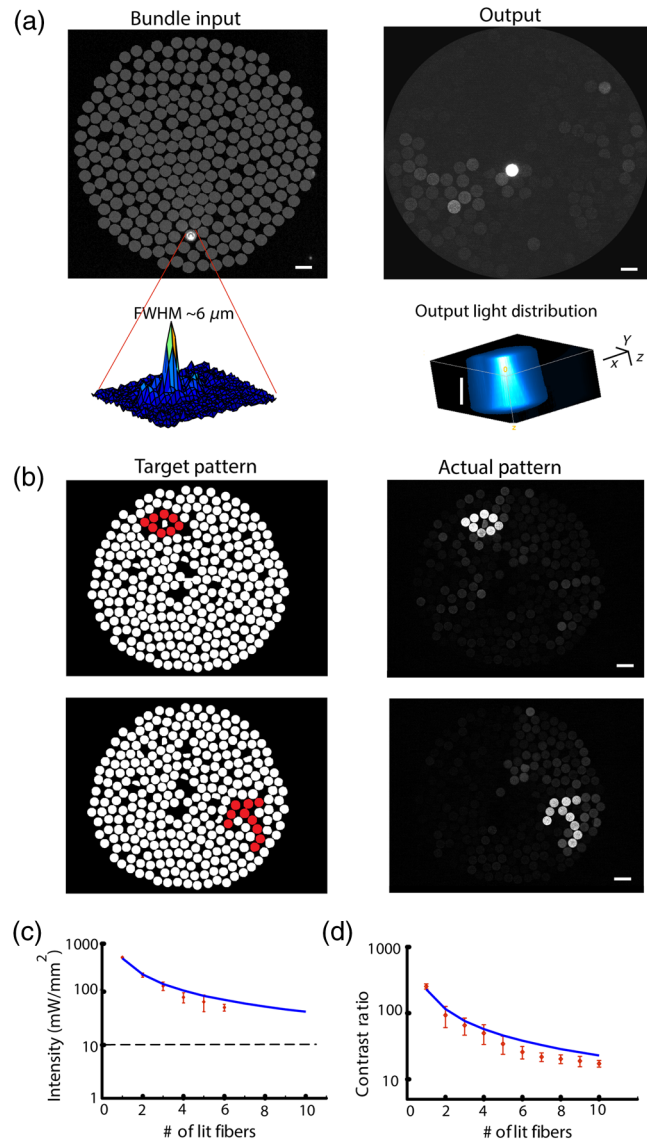 (a)
Bundle input
Output
FWHM ~6 μm
Output light distribution
Y
x
z
0
z
(b)
Target pattern
Actual pattern
(c)
(d)
1000
100
10
1
Intensity (mW/mm²)
0 2 4 6 8 10
# of lit fibers
1000
100
10
Contrast ratio
0 2 4 6 8 10
# of lit fibers